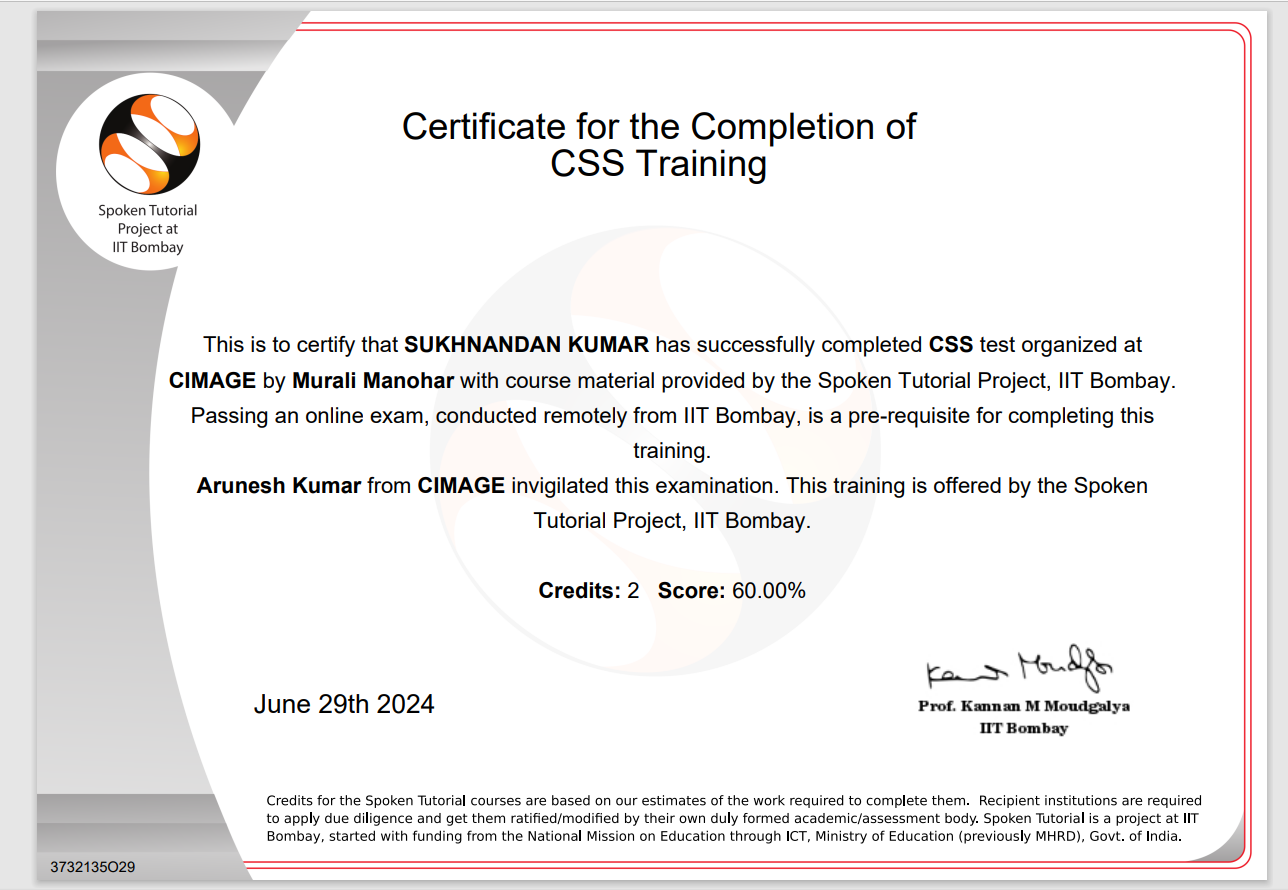 Certificate for the Completion of
CSS Training
Spoken Tutorial
Project at
IIT Bombay
This is to certify that SUKHNANDAN KUMAR has successfully completed CSS test organized at
CIMAGE by Murali Manohar with course material provided by the Spoken Tutorial Project, IIT Bombay.
Passing an online exam, conducted remotely from IIT Bombay, is a pre-requisite for completing this
training.
Arunesh Kumar from CIMAGE invigilated this examination. This training is offered by the Spoken
Tutorial Project, IIT Bombay.
Credits: 2 Score: 60.00%
June 29th 2024
Prof. Kannan M Moudgalya
IIT Bombay
Credits for the Spoken Tutorial courses are based on our estimates of the work required to complete them. Recipient institutions are required
to apply due diligence and get them ratified/modified by their own duly formed academic/assessment body. Spoken Tutorial is a project at IIT
Bombay, started with funding from the National Mission on Education through ICT, Ministry of Education (previously MHRD), Govt. of India.
3732135O29